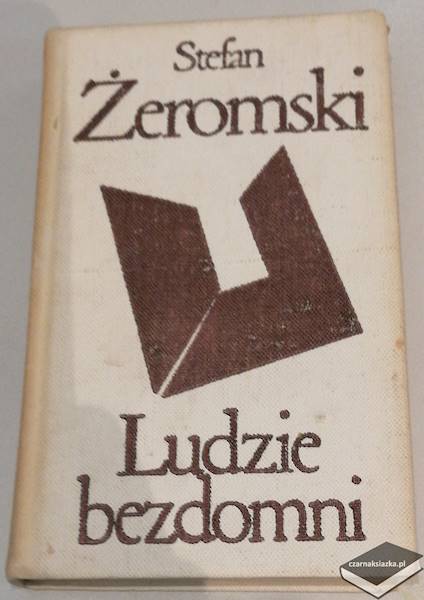 Stefan
Żeromski
Ludzie
bezdomni
czarnaksiazka.pl